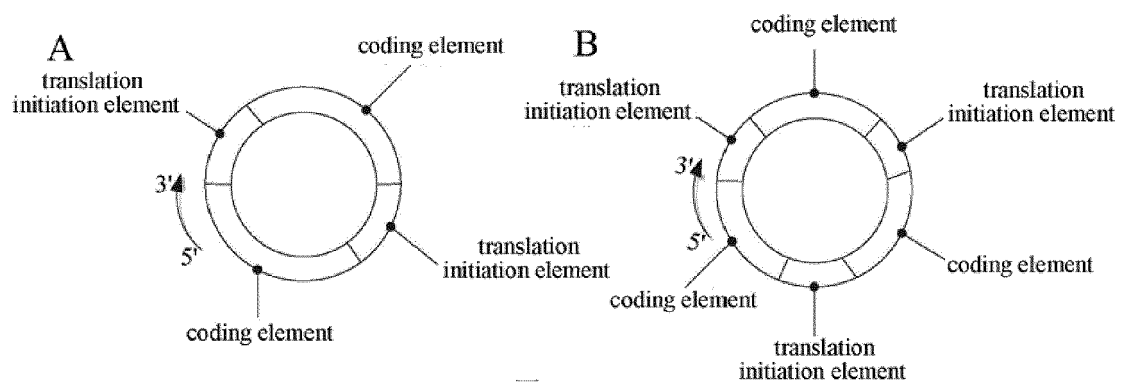 A
coding element
translation
initiation element
3'
5'
translation
initiation element
coding element
B
coding element
translation
initiation element
translation
initiation element
3'
5'
coding element
coding element
translation
initiation element